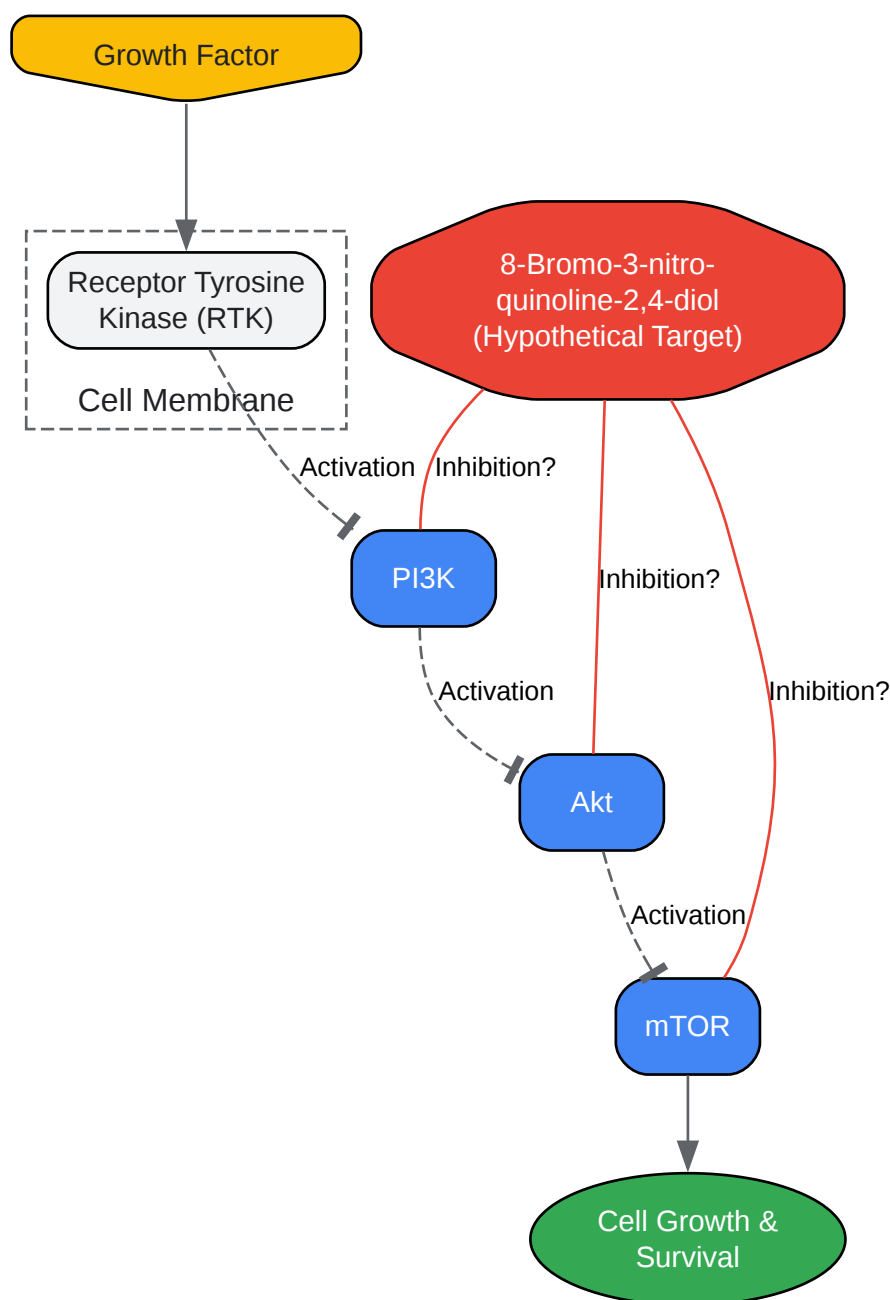 Growth Factor
Receptor Tyrosine
Kinase (RTK)
Cell Membrane
8-Bromo-3-nitro-
quinoline-2,4-diol
(Hypothetical Target)
Activation
Inhibition?
PI3K
Inhibition?
Activation
Inhibition?
Akt
Activation
mTOR
Cell Growth &
Survival